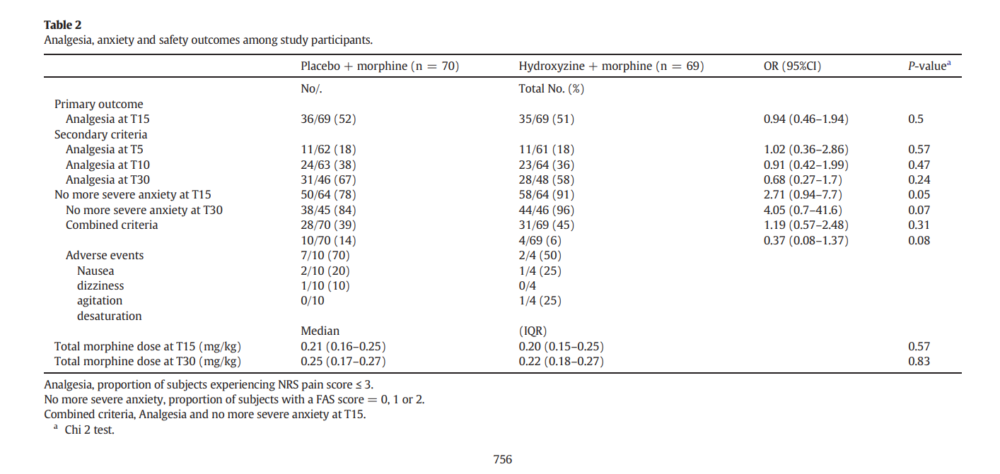 Table 2
Analgesia, anxiety and safety outcomes among study participants.
Placebo + morphine (n = 70) Hydroxyzine + morphine (n = 69) OR (95%CI) P-valueᵃ
No/. Total No. (%)
Primary outcome
Analgesia at T15 36/69 (52) 35/69 (51) 0.94 (0.46–1.94) 0.5
Secondary criteria
Analgesia at T5 11/62 (18) 11/61 (18) 1.02 (0.36–2.86) 0.57
Analgesia at T10 24/63 (38) 23/64 (36) 0.91 (0.42–1.99) 0.47
Analgesia at T30 31/46 (67) 28/48 (58) 0.68 (0.27–1.7) 0.24
No more severe anxiety at T15 50/64 (78) 58/64 (91) 2.71 (0.94–7.7) 0.05
No more severe anxiety at T30 38/45 (84) 44/46 (96) 4.05 (0.7–41.6) 0.07
Combined criteria 28/70 (39) 31/69 (45) 1.19 (0.57–2.48) 0.31
10/70 (14) 4/69 (6) 0.37 (0.08–1.37) 0.08
Adverse events 7/10 (70) 2/4 (50)
Nausea 2/10 (20) 1/4 (25)
dizziness 1/10 (10) 0/4
agitation 0/10 1/4 (25)
desaturation
Median (IQR)
Total morphine dose at T15 (mg/kg) 0.21 (0.16–0.25) 0.20 (0.15–0.25) 0.57
Total morphine dose at T30 (mg/kg) 0.25 (0.17–0.27) 0.22 (0.18–0.27) 0.83
Analgesia, proportion of subjects experiencing NRS pain score ≤ 3.
No more severe anxiety, proportion of subjects with a FAS score = 0, 1 or 2.
Combined criteria, Analgesia and no more severe anxiety at T15.
ᵃ Chi 2 test.
756